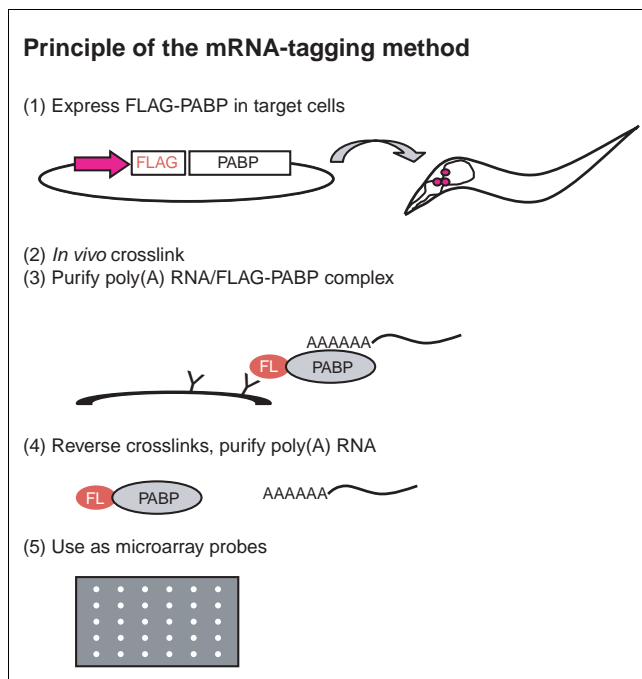 Principle of the mRNA-tagging method
(1) Express FLAG-PABP in target cells
FLAG PABP
(2) In vivo crosslink
(3) Purify poly(A) RNA/FLAG-PABP complex
AAAAAA
FL PABP
(4) Reverse crosslinks, purify poly(A) RNA
FL PABP AAAAAA
(5) Use as microarray probes